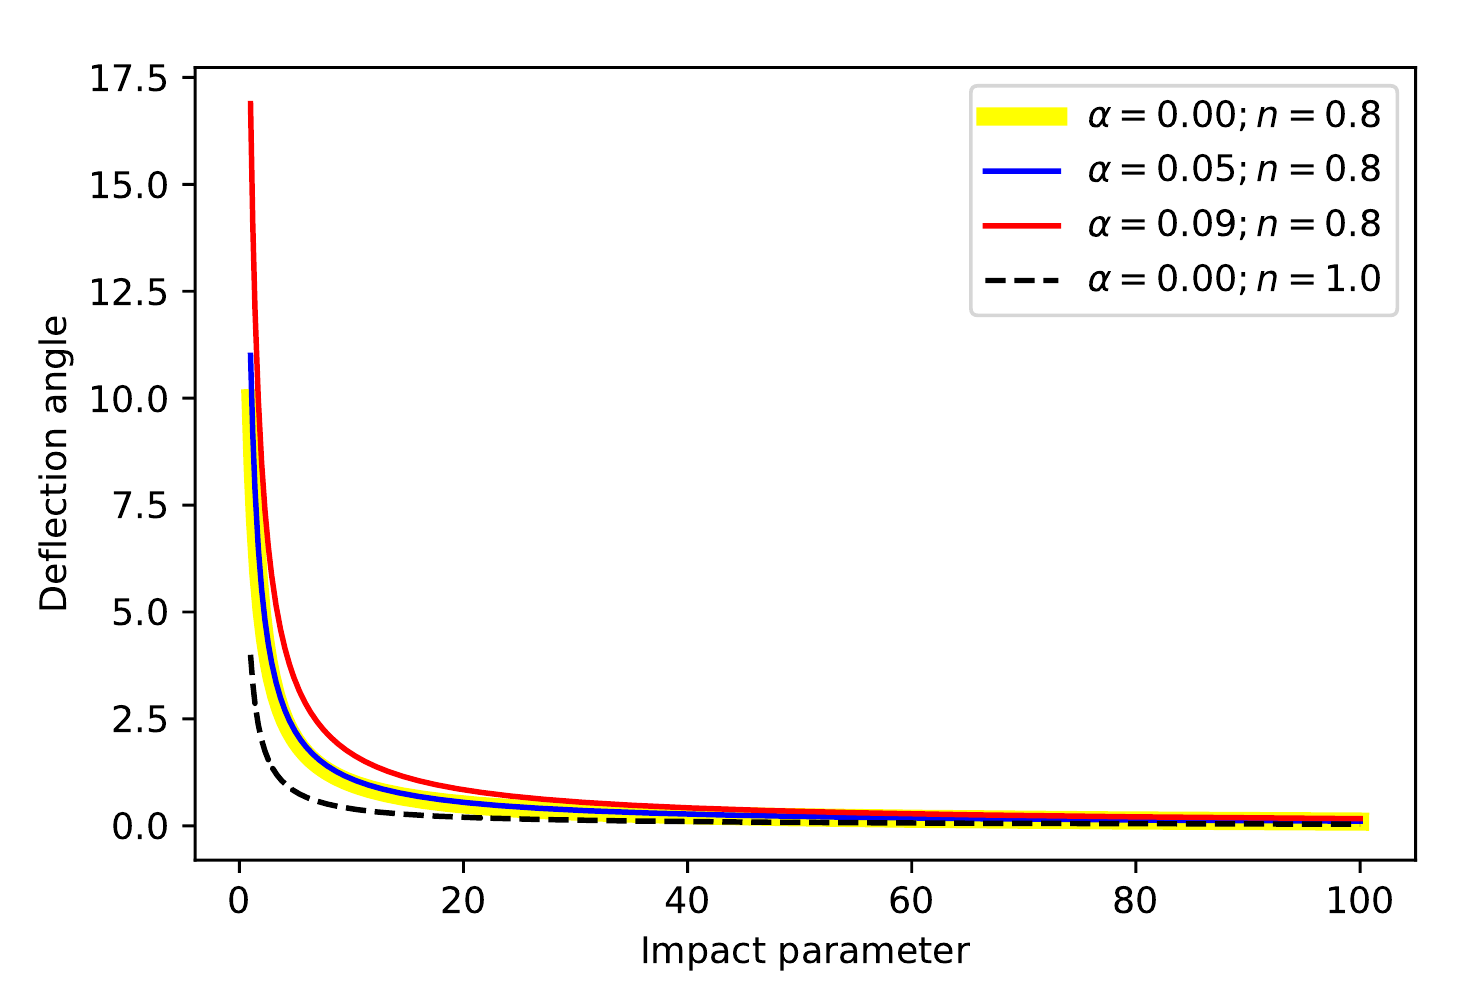 17.5
15.0
12.5
10.0
7.5
5.0
2.5
0.0
Deflection angle
α = 0.00; n = 0.8
α = 0.05; n = 0.8
α = 0.09; n = 0.8
α = 0.00; n = 1.0
0 20 40 60 80 100
Impact parameter